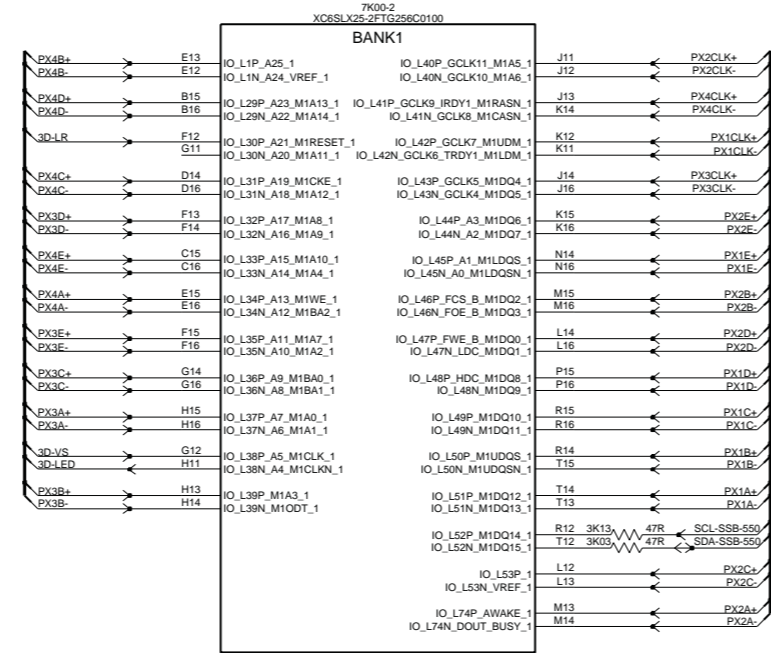 7K00-2
XC6SLX25-2FTG256C0100
BANK1
PX4B+ E13 IO_L1P_A25_1 IO_L40P_GCLK11_M1A5_1 J11 PX2CLK+
PX4B- E12 IO_L1N_A24_VREF_1 IO_L40N_GCLK10_M1A6_1 J12 PX2CLK-
PX4D+ B15 IO_L29P_A23_M1A13_1 IO_L41P_GCLK9_IRDY1_M1RASN_1 J13 PX4CLK+
PX4D- B16 IO_L29N_A22_M1A14_1 IO_L41N_GCLK8_M1CASN_1 K14 PX4CLK-
3D-LR F12 IO_L30P_A21_M1RESET_1 IO_L42P_GCLK7_M1UDM_1 K12 PX1CLK+
G11 IO_L30N_A20_M1A11_1 IO_L42N_GCLK6_TRDY1_M1LDM_1 K11 PX1CLK-
PX4C+ D14 IO_L31P_A19_M1CKE_1 IO_L43P_GCLK5_M1DQ4_1 J14 PX3CLK+
PX4C- D16 IO_L31N_A18_M1A12_1 IO_L43N_GCLK4_M1DQ5_1 J16 PX3CLK-
PX3D+ F13 IO_L32P_A17_M1A8_1 IO_L44P_A3_M1DQ6_1 K15 PX2E+
PX3D- F14 IO_L32N_A16_M1A9_1 IO_L44N_A2_M1DQ7_1 K16 PX2E-
PX4E+ C15 IO_L33P_A15_M1A10_1 IO_L45P_A1_M1LDQS_1 N14 PX1E+
PX4E- C16 IO_L33N_A14_M1A4_1 IO_L45N_A0_M1LDQSN_1 N16 PX1E-
PX4A+ E15 IO_L34P_A13_M1WE_1 IO_L46P_FCS_B_M1DQ2_1 M15 PX2B+
PX4A- E16 IO_L34N_A12_M1BA2_1 IO_L46N_FOE_B_M1DQ3_1 M16 PX2B-
PX3E+ F15 IO_L35P_A11_M1A7_1 IO_L47P_FWE_B_M1DQ0_1 L14 PX2D+
PX3E- F16 IO_L35N_A10_M1A2_1 IO_L47N_LDC_M1DQ1_1 L16 PX2D-
PX3C+ G14 IO_L36P_A9_M1BA0_1 IO_L48P_HDC_M1DQ8_1 P15 PX1D+
PX3C- G16 IO_L36N_A8_M1BA1_1 IO_L48N_M1DQ9_1 P16 PX1D-
PX3A+ H15 IO_L37P_A7_M1A0_1 IO_L49P_M1DQ10_1 R15 PX1C+
PX3A- H16 IO_L37N_A6_M1A1_1 IO_L49N_M1DQ11_1 R16 PX1C-
3D-VS G12 IO_L38P_A5_M1CLK_1 IO_L50P_M1UDQS_1 R14 PX1B+
3D-LED H11 IO_L38N_A4_M1CLKN_1 IO_L50N_M1UDQSN_1 T15 PX1B-
PX3B+ H13 IO_L39P_M1A3_1 IO_L51P_M1DQ12_1 T14 PX1A+
PX3B- H14 IO_L39N_M1ODT_1 IO_L51N_M1DQ13_1 T13 PX1A-
IO_L52P_M1DQ14_1 R12 3K13 47R SCL-SSB-550
IO_L52N_M1DQ15_1 T12 3K03 47R SDA-SSB-550
IO_L53P_1 L12 PX2C+
IO_L53N_VREF_1 L13 PX2C-
IO_L74P_AWAKE_1 M13 PX2A+
IO_L74N_DOUT_BUSY_1 M14 PX2A-